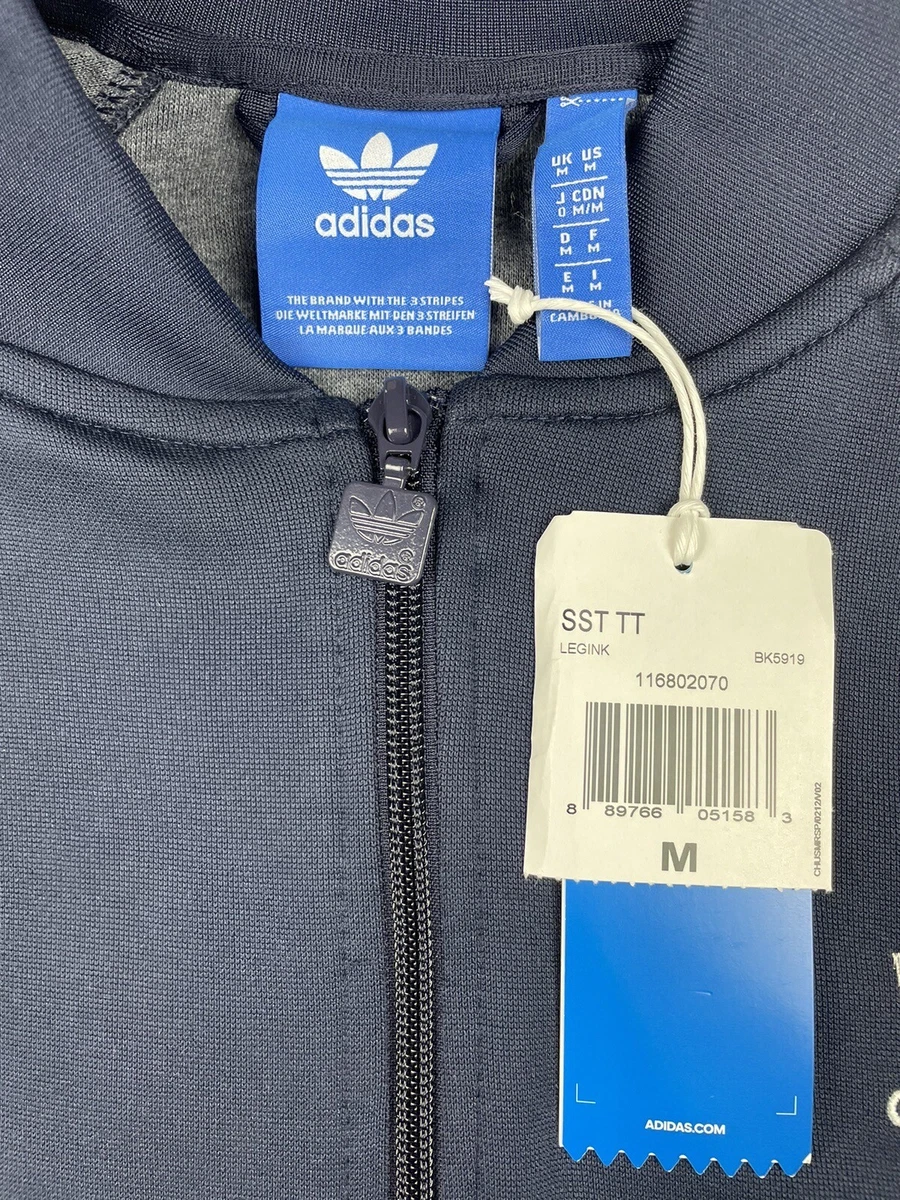 adidas
THE BRAND WITH THE 3 STRIPES
DIE WELTMARKE MIT DEN 3 STREIFEN
LA MARQUE AUX 3 BANDES
UK US
M M
J CDN
O M/M
D F
M M
E I
M M
IN
adidas
SST TT
LEGINK BK5919
116802070
8 89766 05158 3
M
ADIDAS.COM